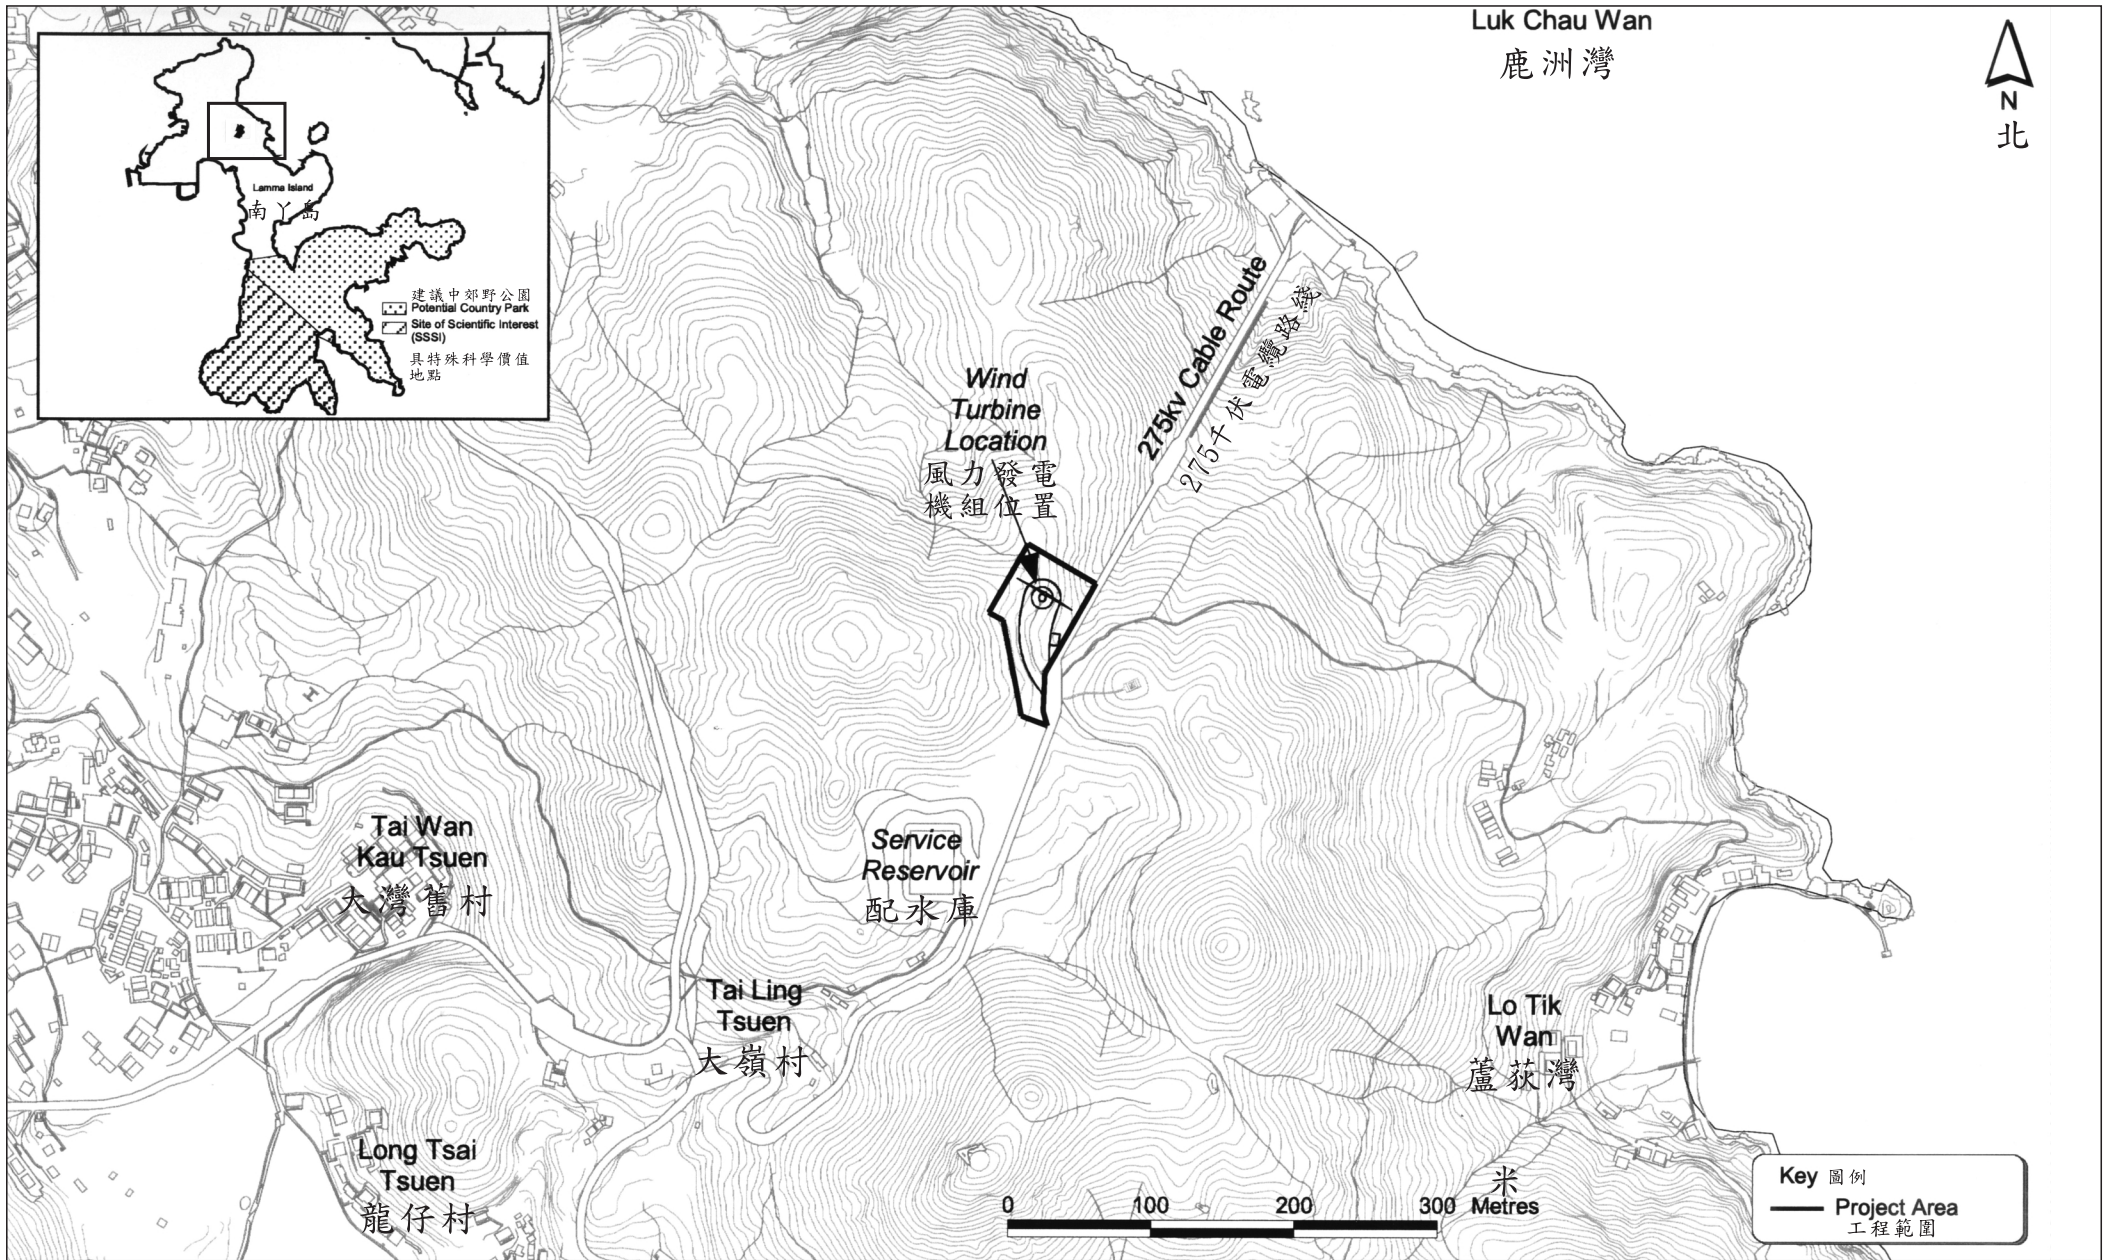 Luk Chau Wan
鹿洲灣
N
北
Lamma Island
南丫島
建議中郊野公園
Potential Country Park
Site of Scientific Interest
(SSSI)
具特殊科學價值
地點
275kv Cable Route
275千伏電纜路綫
Wind
Turbine
Location
風力發電
機組位置
H
Tai Wan
Kau Tsuen
大灣舊村
Service
Reservoir
配水庫
Tai Ling
Tsuen
大嶺村
Lo Tik
Wan
蘆荻灣
Long Tsai
Tsuen
龍仔村
米
0 100 200 300 Metres
Key 圖例
Project Area
工程範圍